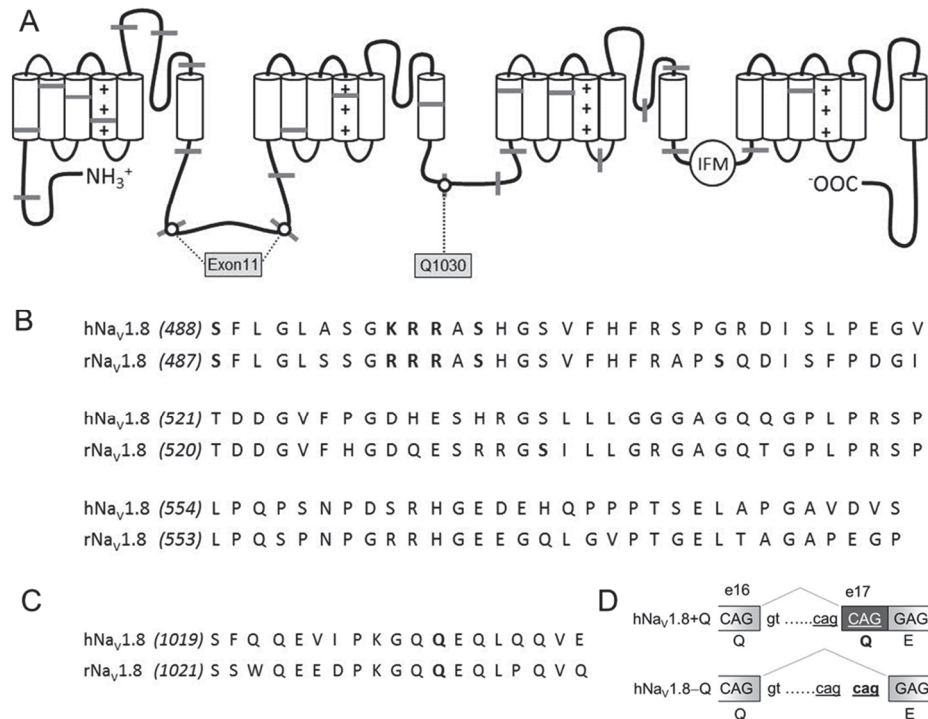 A
+ + + +
+ + + +
+ + + +
NH₃⁺
IFM
⁻OOC
Exon11
Q1030
B
hNaᵥ1.8 (488) S F L G L A S G K R R A S H G S V F H F R S P G R D I S L P E G V
rNaᵥ1.8 (487) S F L G L S S G R R R A S H G S V F H F R A P S Q D I S F P D G I
hNaᵥ1.8 (521) T D D G V F P G D H E S H R G S L L L G G G A G Q Q G P L P R S P
rNaᵥ1.8 (520) T D D G V F H G D Q E S R R G S I L L G R G A G Q T G P L P R S P
hNaᵥ1.8 (554) L P Q P S N P D S R H G E D E H Q P P P T S E L A P G A V D V S
rNaᵥ1.8 (553) L P Q S P N P G R R H G E E G Q L G V P T G E L T A G A P E G P
C
hNaᵥ1.8 (1019) S F Q Q E V I P K G Q Q E Q L Q Q V E
rNaᵥ1.8 (1021) S S W Q E E D P K G Q Q E Q L P Q V Q
D
e16 e17
hNaᵥ1.8+Q CAG gt ......cag CAG GAG
Q Q E
hNaᵥ1.8–Q CAG gt ......cag cag GAG
Q E